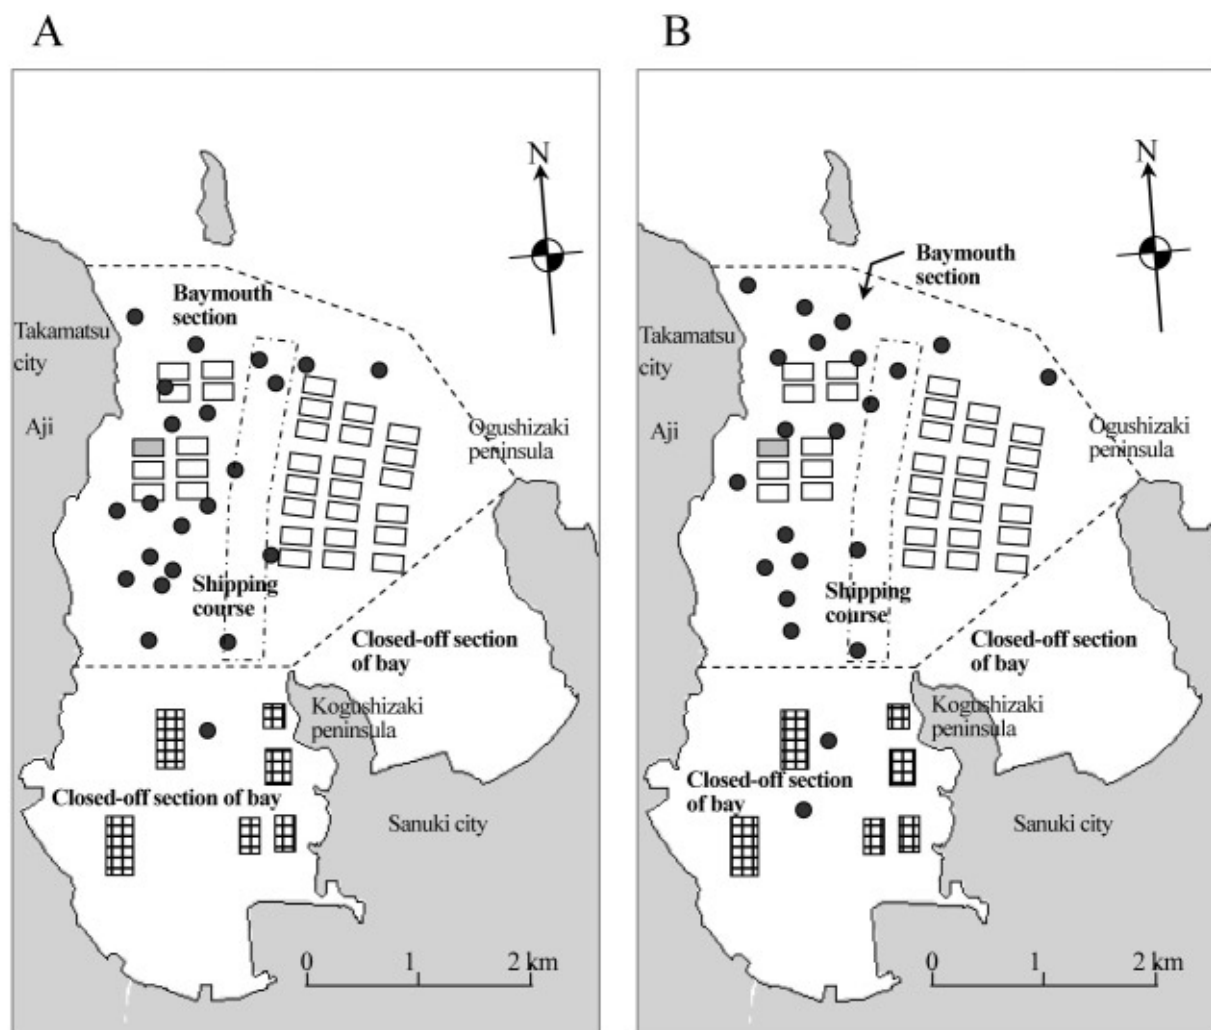 A
N
Baymouth
section
Takamatsu
city
Aji
Ogushizaki
peninsula
Shipping
course
Closed-off section
of bay
Kogushizaki
peninsula
Closed-off section of bay
Sanuki city
0 1 2 km
B
N
Baymouth
section
Takamatsu
city
Aji
Ogushizaki
peninsula
Shipping
course
Closed-off section
of bay
Kogushizaki
peninsula
Closed-off section
of bay
Sanuki city
0 1 2 km